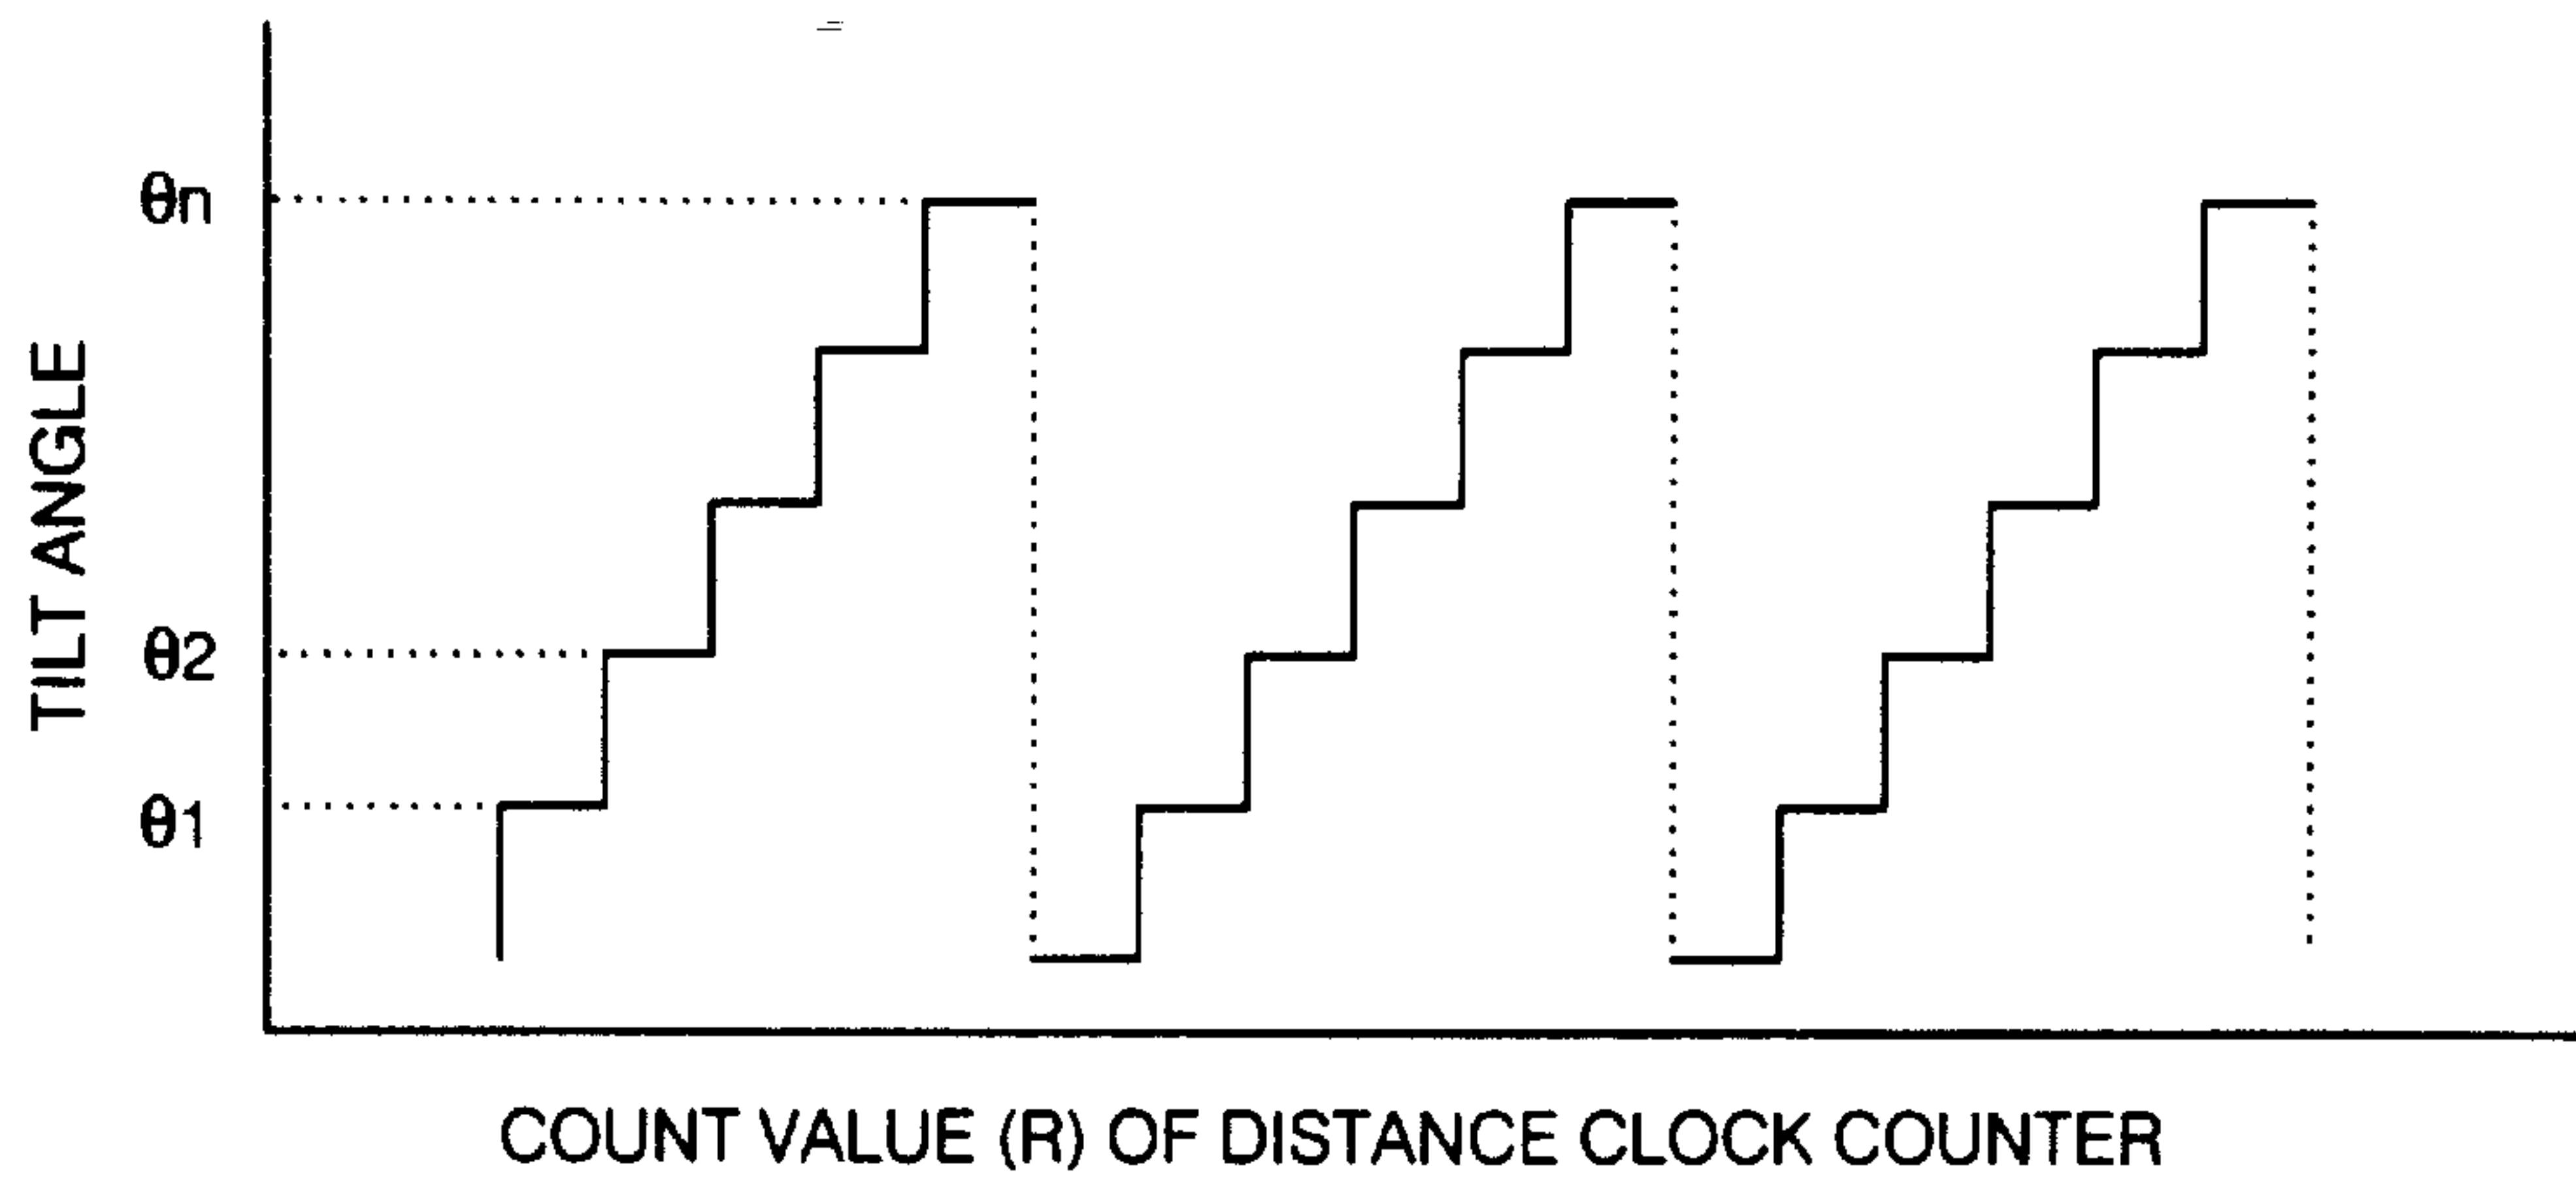 TILT ANGLE
θn
θ2
θ1
COUNT VALUE (R) OF DISTANCE CLOCK COUNTER